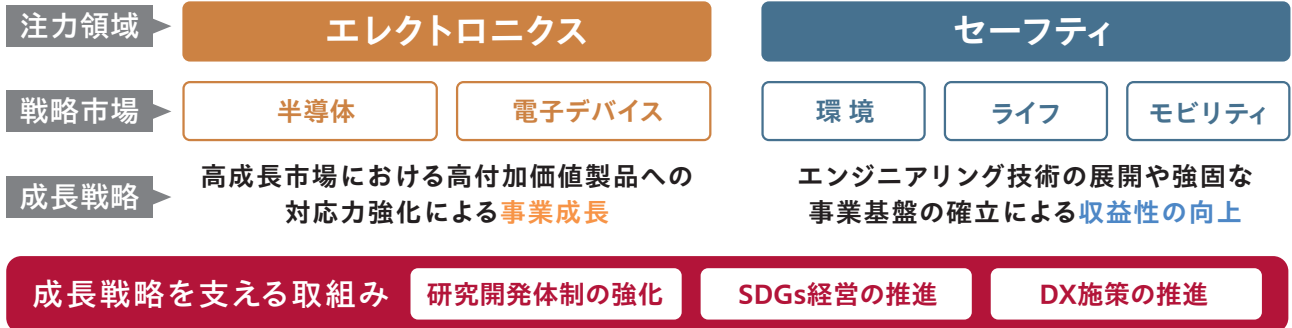 注力領域
エレクトロニクス
セーフティ
戦略市場
半導体
電子デバイス
環 境
ライフ
モビリティ
成長戦略
高成長市場における高付加価値製品への
対応力強化による事業成長
エンジニアリング技術の展開や強固な
事業基盤の確立による収益性の向上
成長戦略を支える取組み
研究開発体制の強化
SDGs経営の推進
DX施策の推進